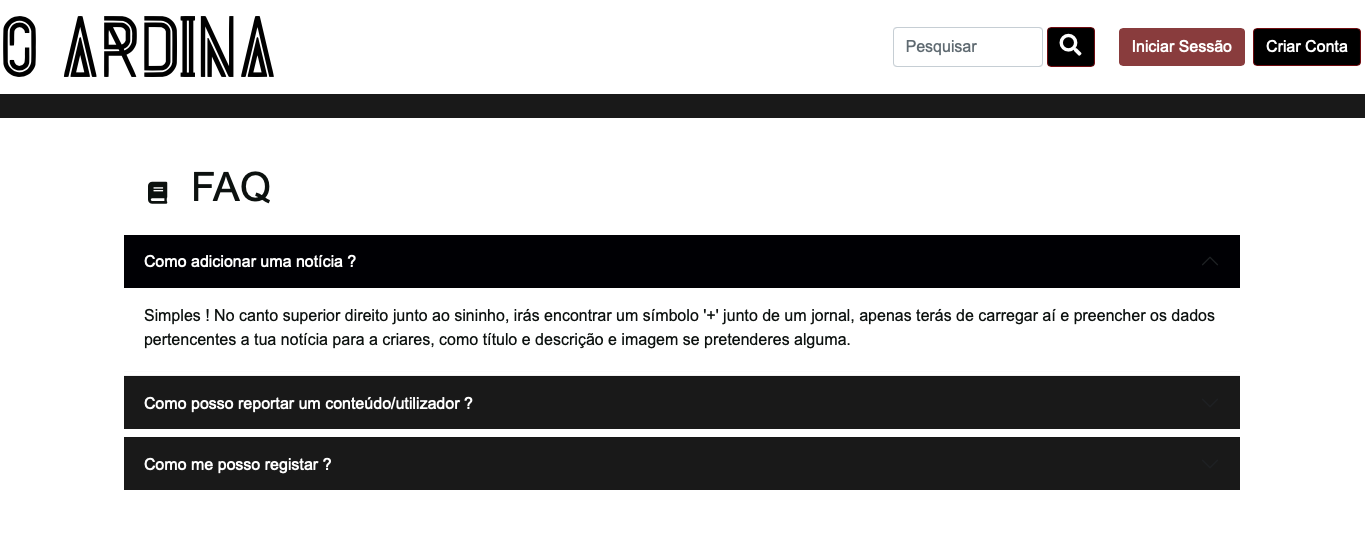 O ARDINA
Pesquisar
Iniciar Sessão
Criar Conta
FAQ
Como adicionar uma notícia ?
Simples ! No canto superior direito junto ao sininho, irás encontrar um símbolo '+' junto de um jornal, apenas terás de carregar aí e preencher os dados
pertencentes a tua notícia para a criares, como título e descrição e imagem se pretenderes alguma.
Como posso reportar um conteúdo/utilizador ?
Como me posso registar ?